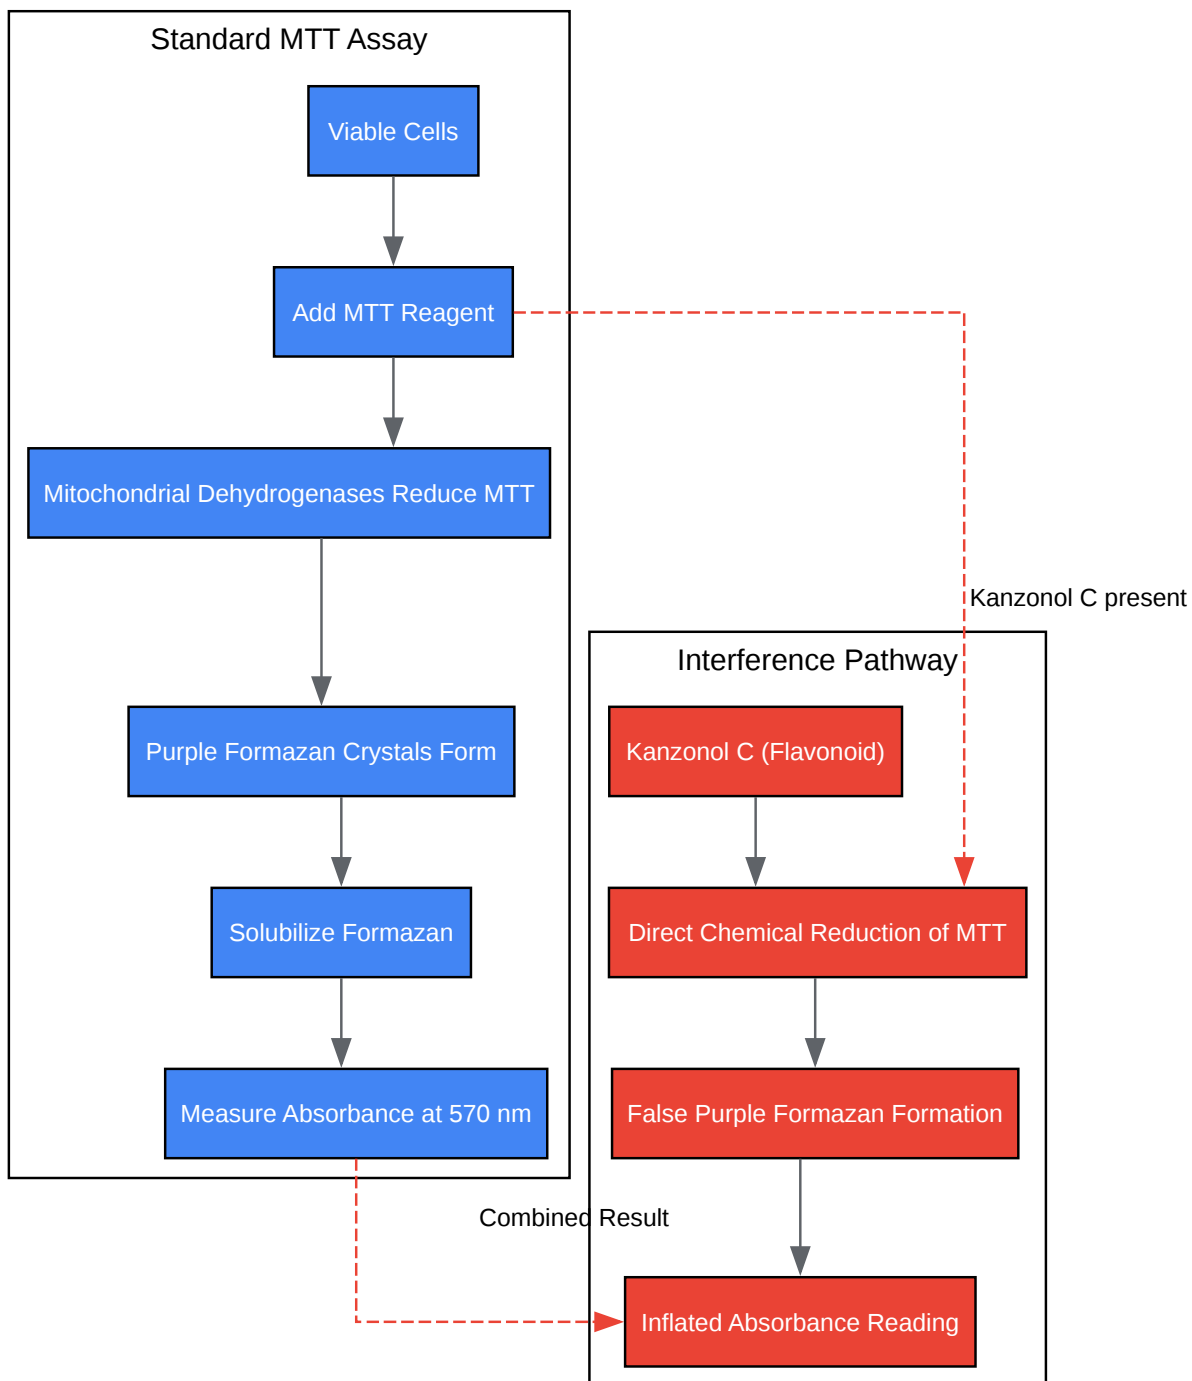 Standard MTT Assay
Viable Cells
Add MTT Reagent
Mitochondrial Dehydrogenases Reduce MTT
Kanzonol C present
Interference Pathway
Purple Formazan Crystals Form
Kanzonol C (Flavonoid)
Solubilize Formazan
Direct Chemical Reduction of MTT
Measure Absorbance at 570 nm
False Purple Formazan Formation
Combined Result
Inflated Absorbance Reading